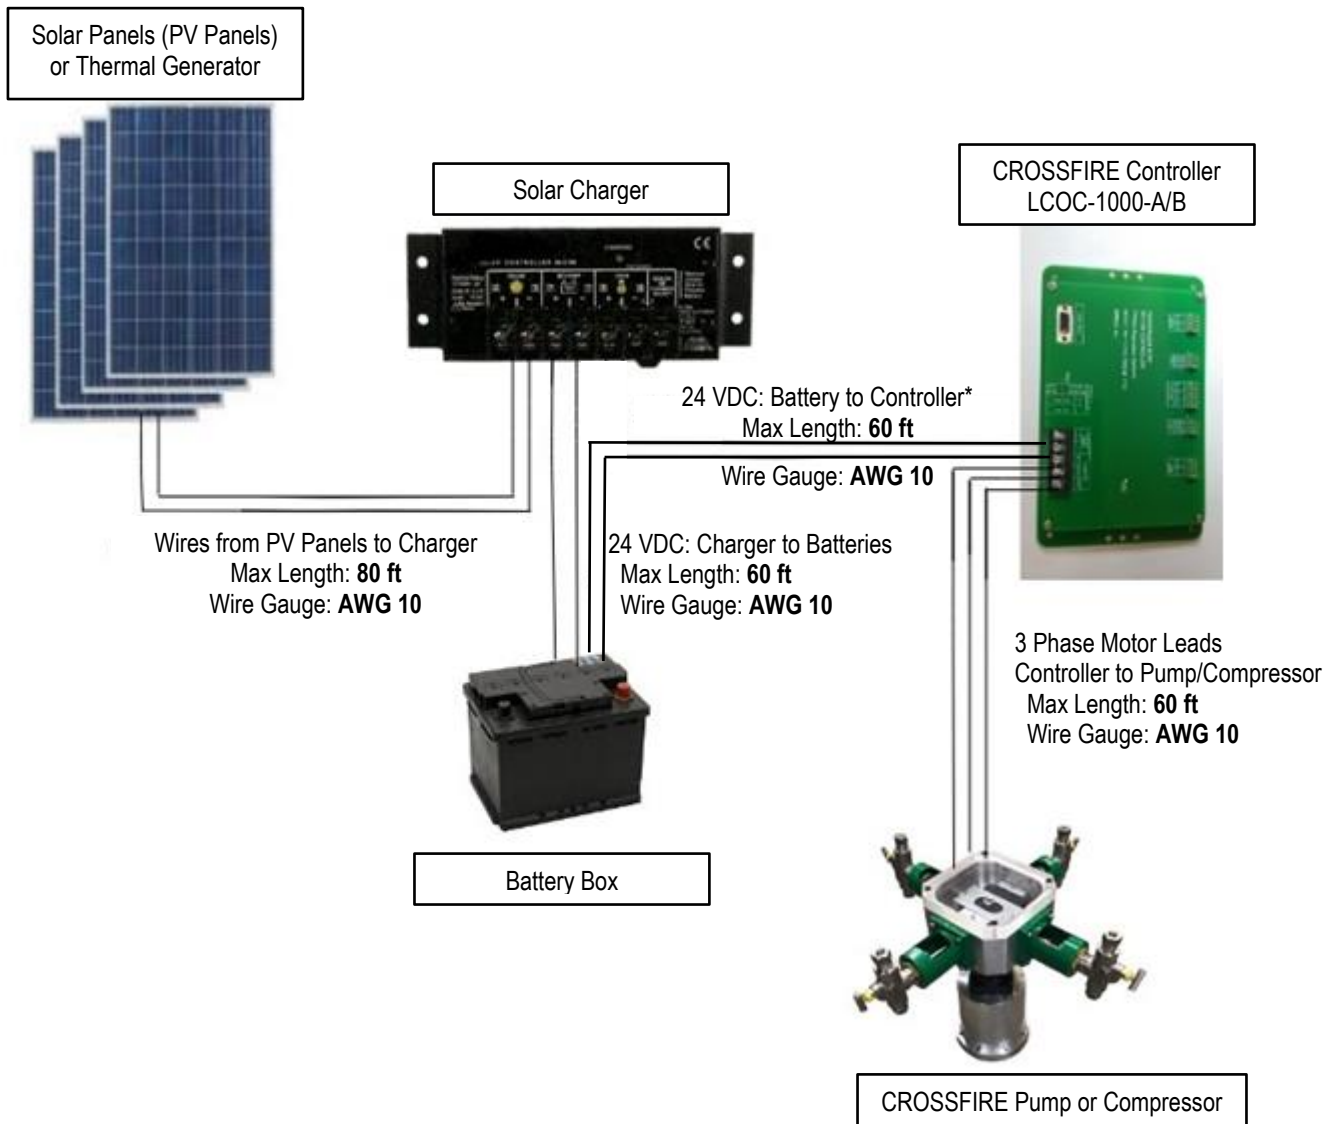 Solar Panels (PV Panels)
or Thermal Generator
Solar Charger
CROSSFIRE Controller
LCOC-1000-A/B
CE
24 VDC: Battery to Controller*
Max Length: 60 ft
Wire Gauge: AWG 10
Wires from PV Panels to Charger
Max Length: 80 ft
Wire Gauge: AWG 10
24 VDC: Charger to Batteries
Max Length: 60 ft
Wire Gauge: AWG 10
3 Phase Motor Leads
Controller to Pump/Compressor
Max Length: 60 ft
Wire Gauge: AWG 10
Battery Box
CROSSFIRE Pump or Compressor